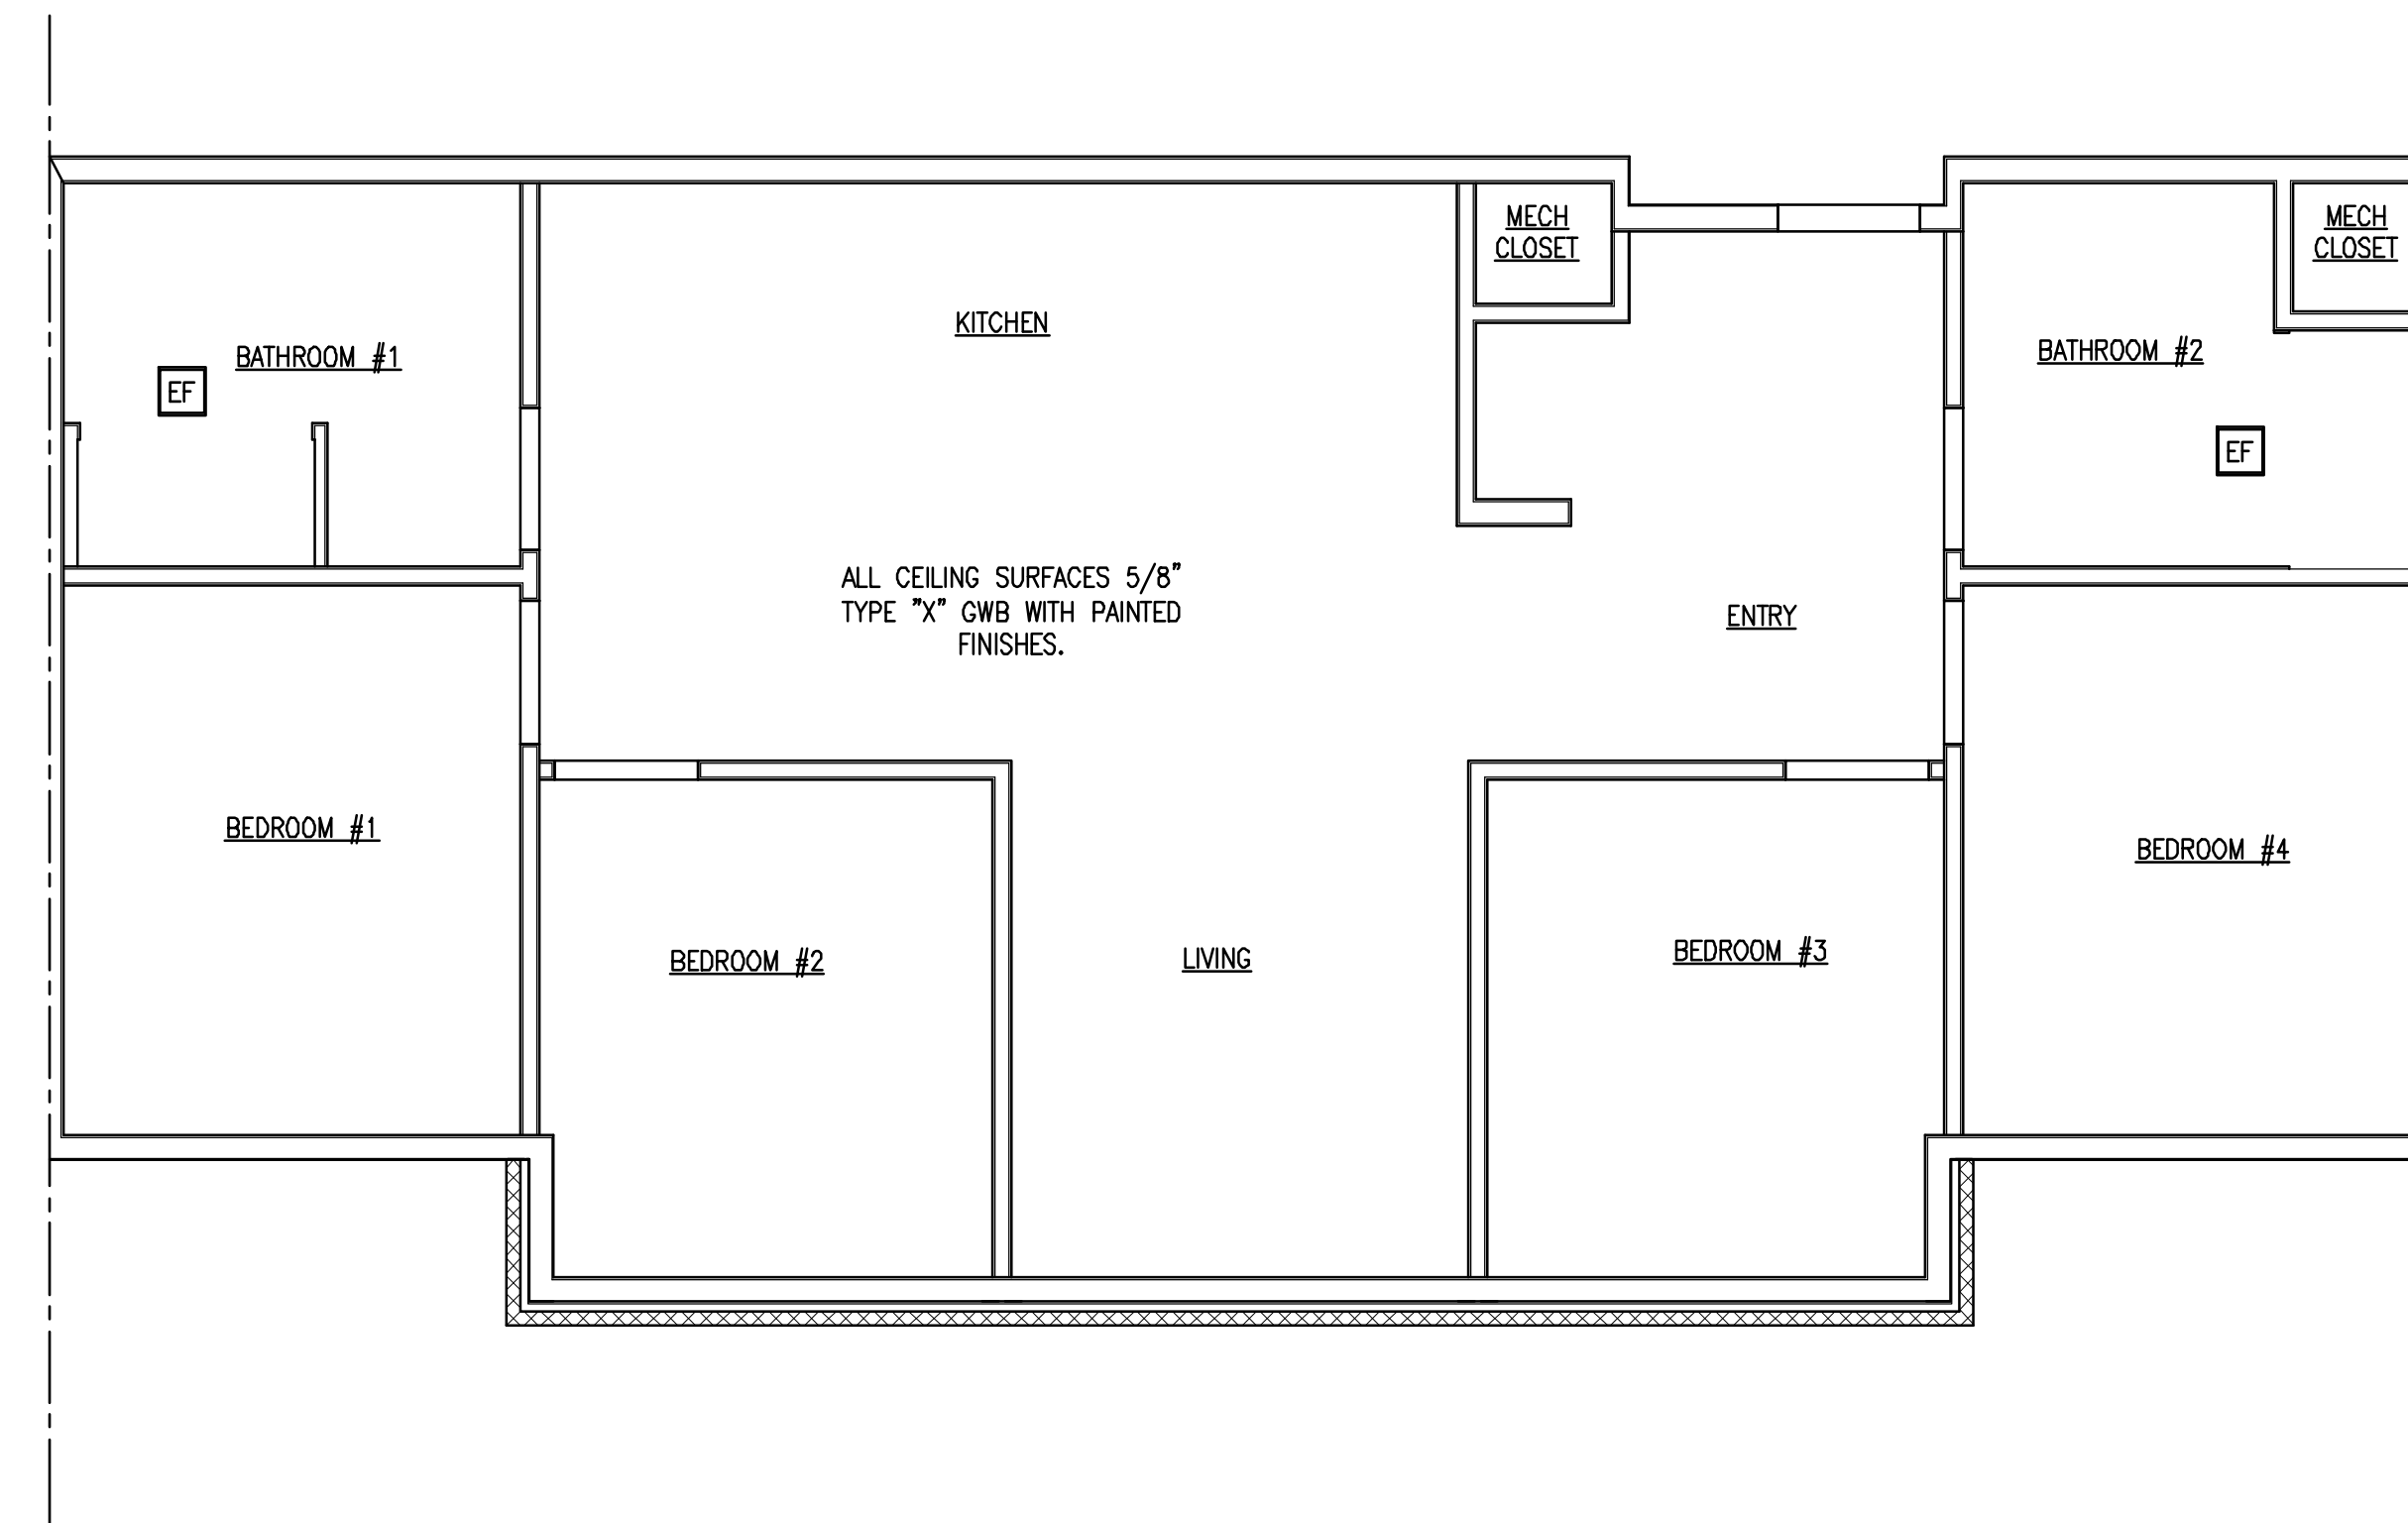 MECH
CLOSET
MECH
CLOSET
KITCHEN
BATHROOM #1
BATHROOM #2
EF
EF
ALL CEILING SURFACES 5/8"
TYPE "X" GWB WITH PAINTED
FINISHES.
ENTRY
BEDROOM #1
BEDROOM #4
BEDROOM #2
LIVING
BEDROOM #3